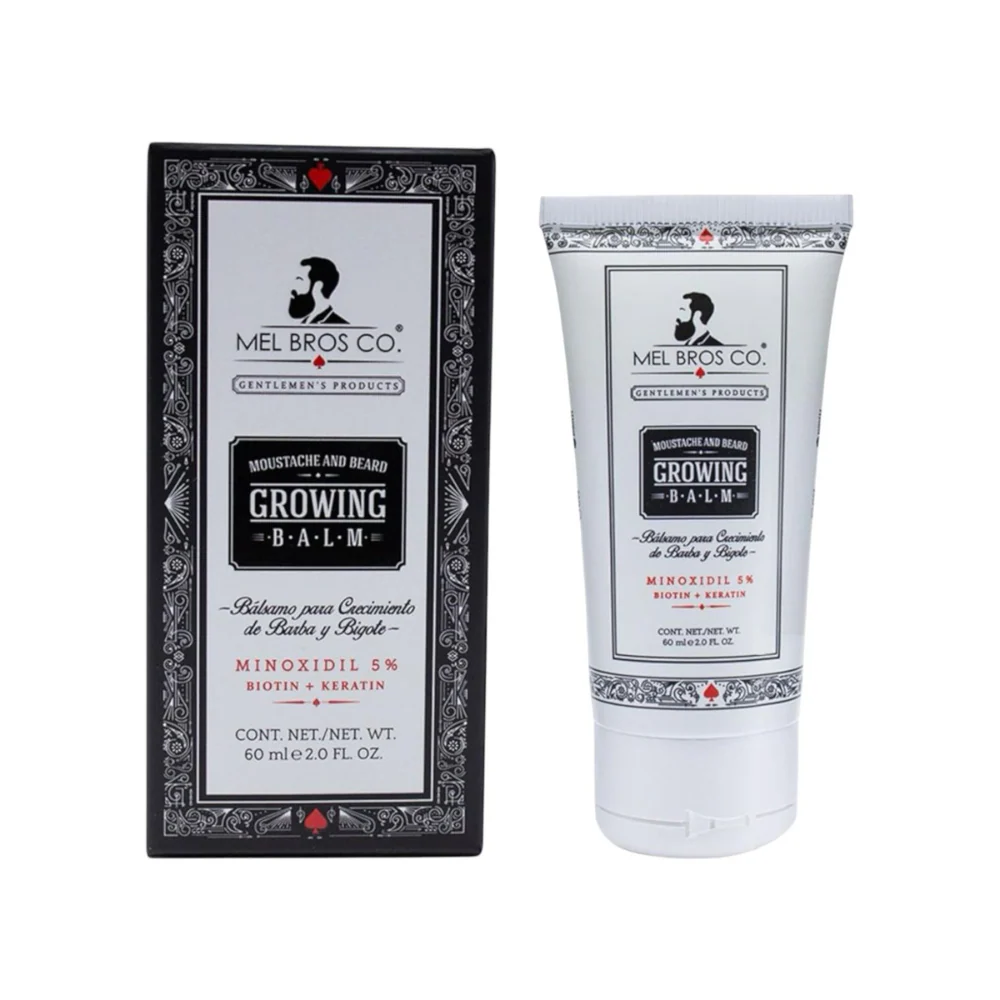 MEL BROS CO.®
GENTLEMEN'S PRODUCTS
MOUSTACHE AND BEARD
GROWING
·B·A·L·M·
–Bálsamo para Crecimiento
de Barba y Bigote–
MINOXIDIL 5%
BIOTIN + KERATIN
CONT. NET./NET. WT.
60 ml e 2.0 FL. OZ.
MEL BROS CO.®
GENTLEMEN'S PRODUCTS
MOUSTACHE AND BEARD
GROWING
·B·A·L·M·
–Bálsamo para Crecimiento
de Barba y Bigote–
MINOXIDIL 5%
BIOTIN + KERATIN
CONT. NET./NET. WT.
60 ml e 2.0 FL. OZ.